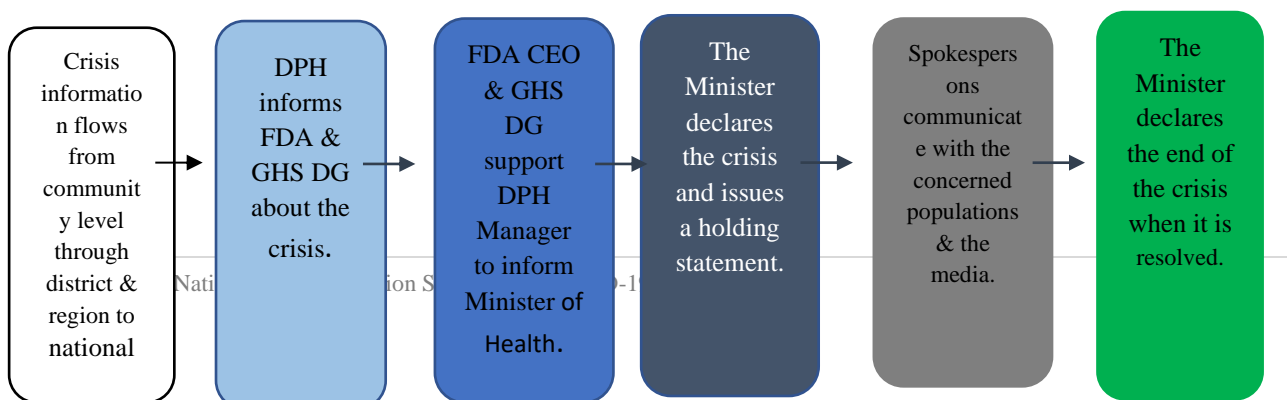 Crisis
informatio
n flows
from
communit
y level
through
district &
region to
national
DPH
informs
FDA &
GHS DG
about the
crisis.
FDA CEO
& GHS
DG
support
DPH
Manager
to inform
Minister of
Health.
The
Minister
declares
the crisis
and issues
a holding
statement.
Spokespers
ons
communicat
e with the
concerned
populations
& the
media.
The
Minister
declares
the end of
the crisis
when it is
resolved.